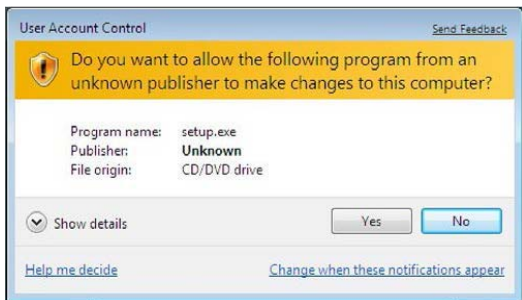 User Account Control
Send Feedback
Do you want to allow the following program from an
unknown publisher to make changes to this computer?
Program name: setup.exe
Publisher: Unknown
File origin: CD/DVD drive
Show details
Yes
No
Help me decide
Change when these notifications appear